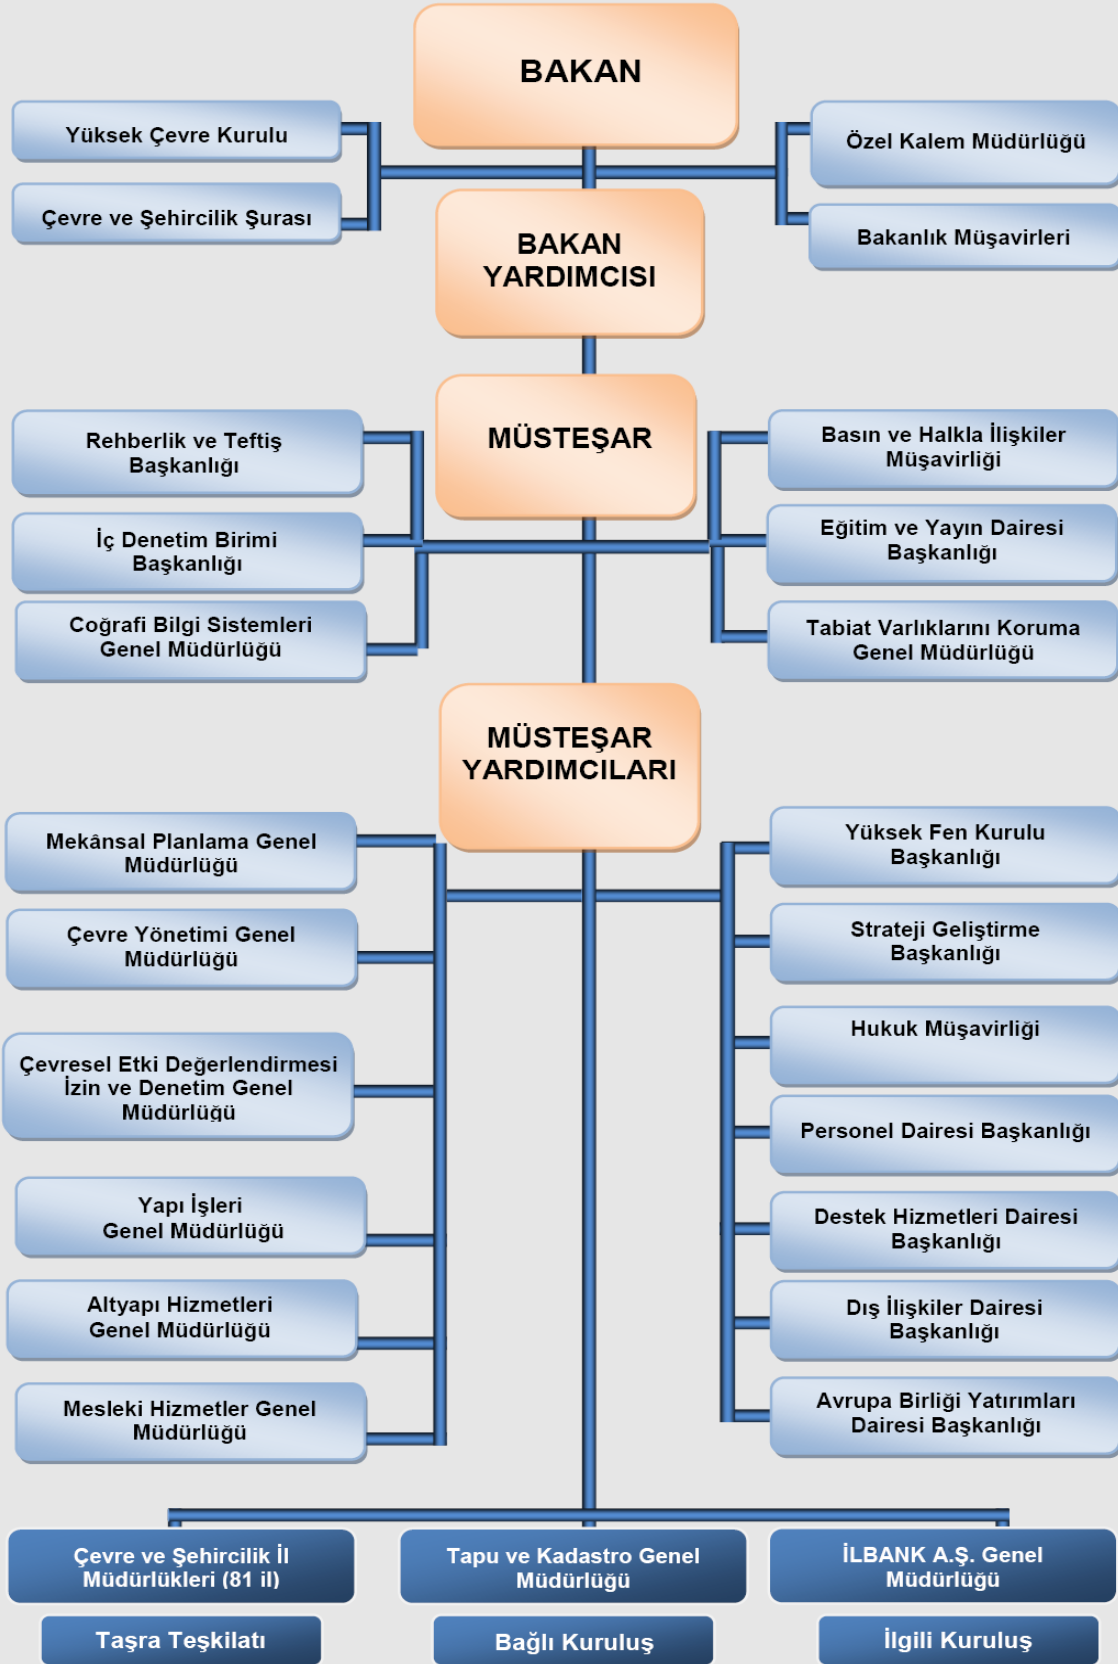 BAKAN
Yüksek Çevre Kurulu
Çevre ve Şehircilik Şurası
Özel Kalem Müdürlüğü
Bakanlık Müşavirleri
BAKAN
YARDIMCISI
MÜSTEŞAR
Rehberlik ve Teftiş
Başkanlığı
İç Denetim Birimi
Başkanlığı
Coğrafi Bilgi Sistemleri
Genel Müdürlüğü
Basın ve Halkla İlişkiler
Müşavirliği
Eğitim ve Yayın Dairesi
Başkanlığı
Tabiat Varlıklarını Koruma
Genel Müdürlüğü
MÜSTEŞAR
YARDIMCILARI
Mekânsal Planlama Genel
Müdürlüğü
Çevre Yönetimi Genel
Müdürlüğü
Çevresel Etki Değerlendirmesi
İzin ve Denetim Genel
Müdürlüğü
Yapı İşleri
Genel Müdürlüğü
Altyapı Hizmetleri
Genel Müdürlüğü
Mesleki Hizmetler Genel
Müdürlüğü
Yüksek Fen Kurulu
Başkanlığı
Strateji Geliştirme
Başkanlığı
Hukuk Müşavirliği
Personel Dairesi Başkanlığı
Destek Hizmetleri Dairesi
Başkanlığı
Dış İlişkiler Dairesi
Başkanlığı
Avrupa Birliği Yatırımları
Dairesi Başkanlığı
Çevre ve Şehircilik İl
Müdürlükleri (81 il)
Taşra Teşkilatı
Tapu ve Kadastro Genel
Müdürlüğü
Bağlı Kuruluş
İLBANK A.Ş. Genel
Müdürlüğü
İlgili Kuruluş